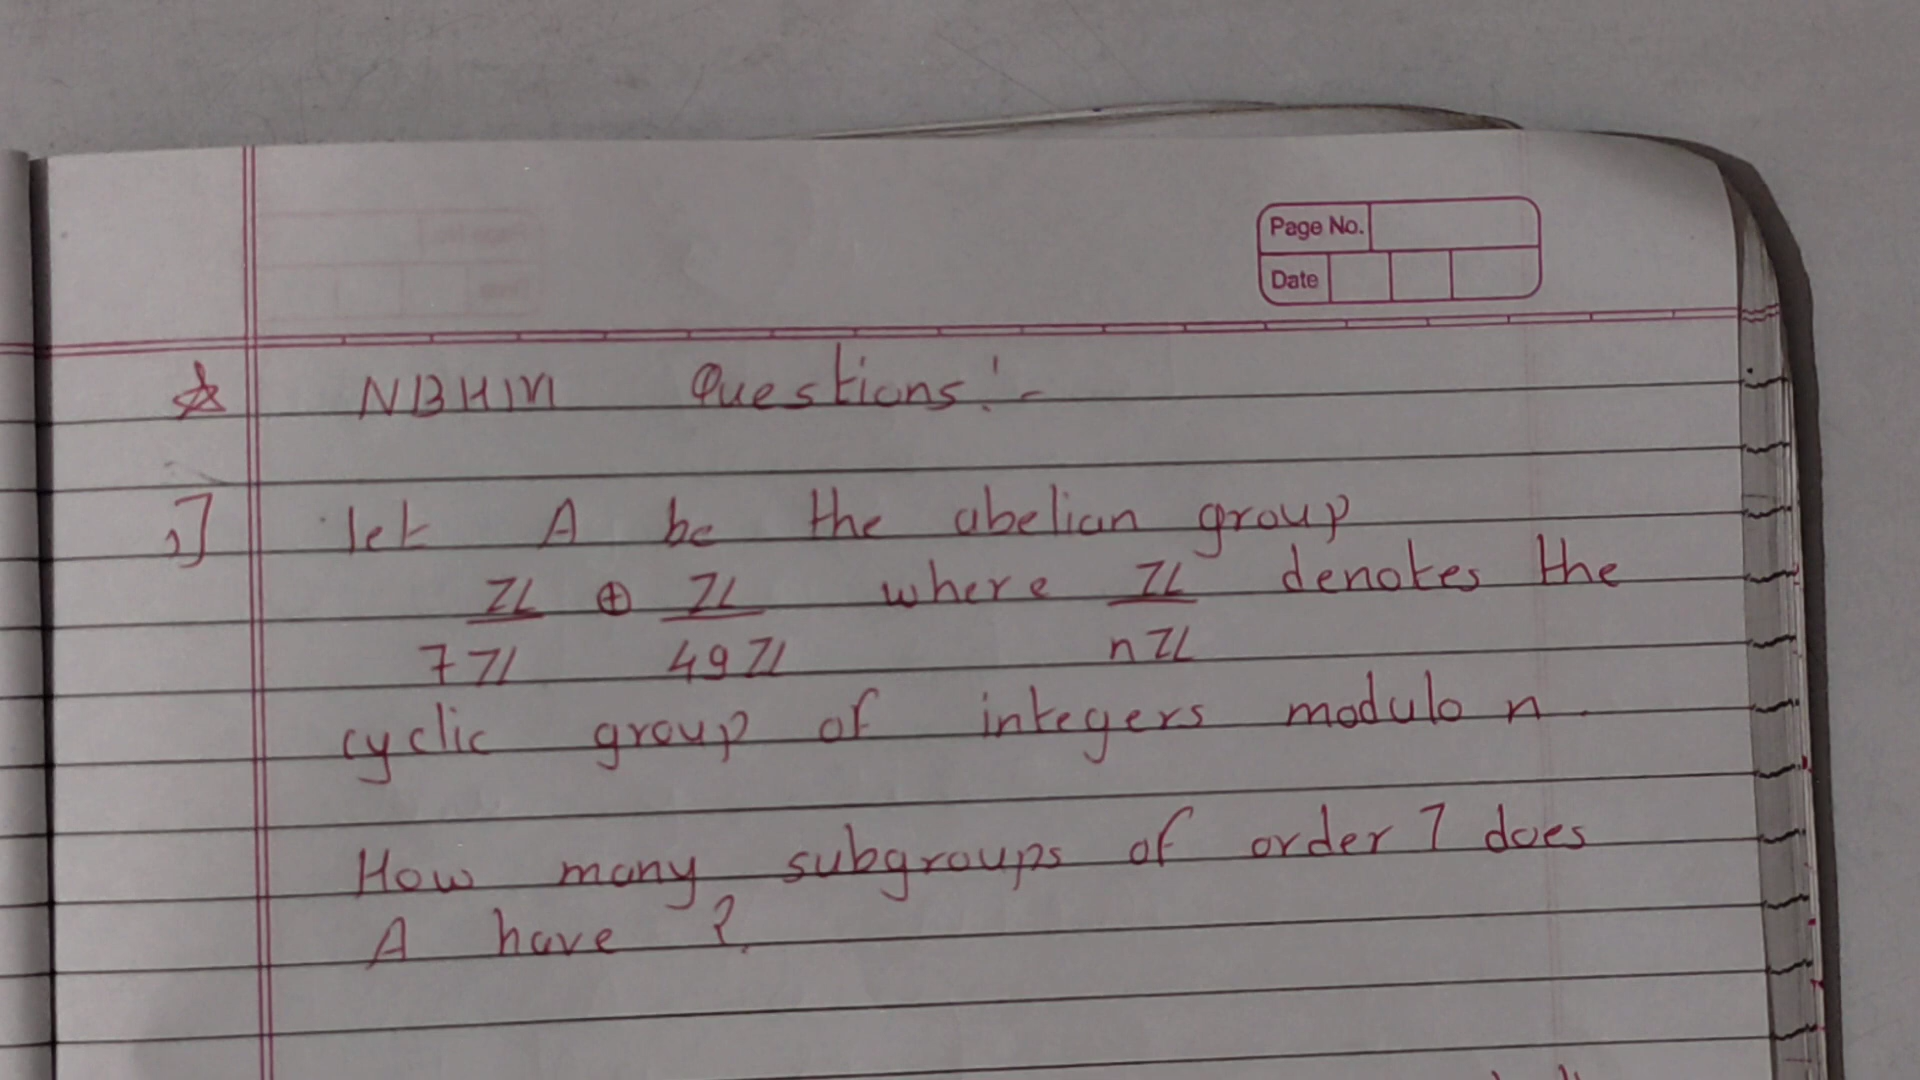 Page No.
Date
☆ NBHM Questions:-
1] let A be the abelian group
ℤ ⊕ ℤ where ℤ denotes the
7ℤ 49ℤ nℤ
cyclic group of integers modulo n.
How many subgroups of order 7 does
A have ?